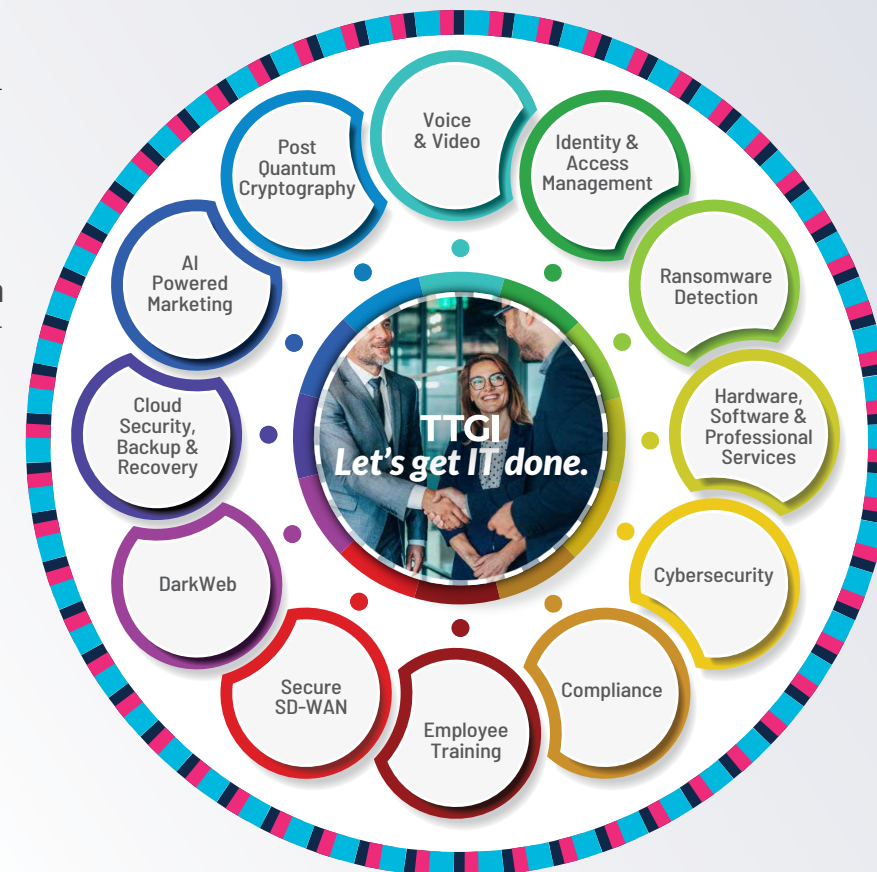 Voice
& Video
Identity &
Access
Management
Ransomware
Detection
Hardware,
Software &
Professional
Services
Cybersecurity
Compliance
Employee
Training
Secure
SD-WAN
DarkWeb
Cloud
Security,
Backup &
Recovery
AI
Powered
Marketing
Post
Quantum
Cryptography
TTGI
Let's get IT done.